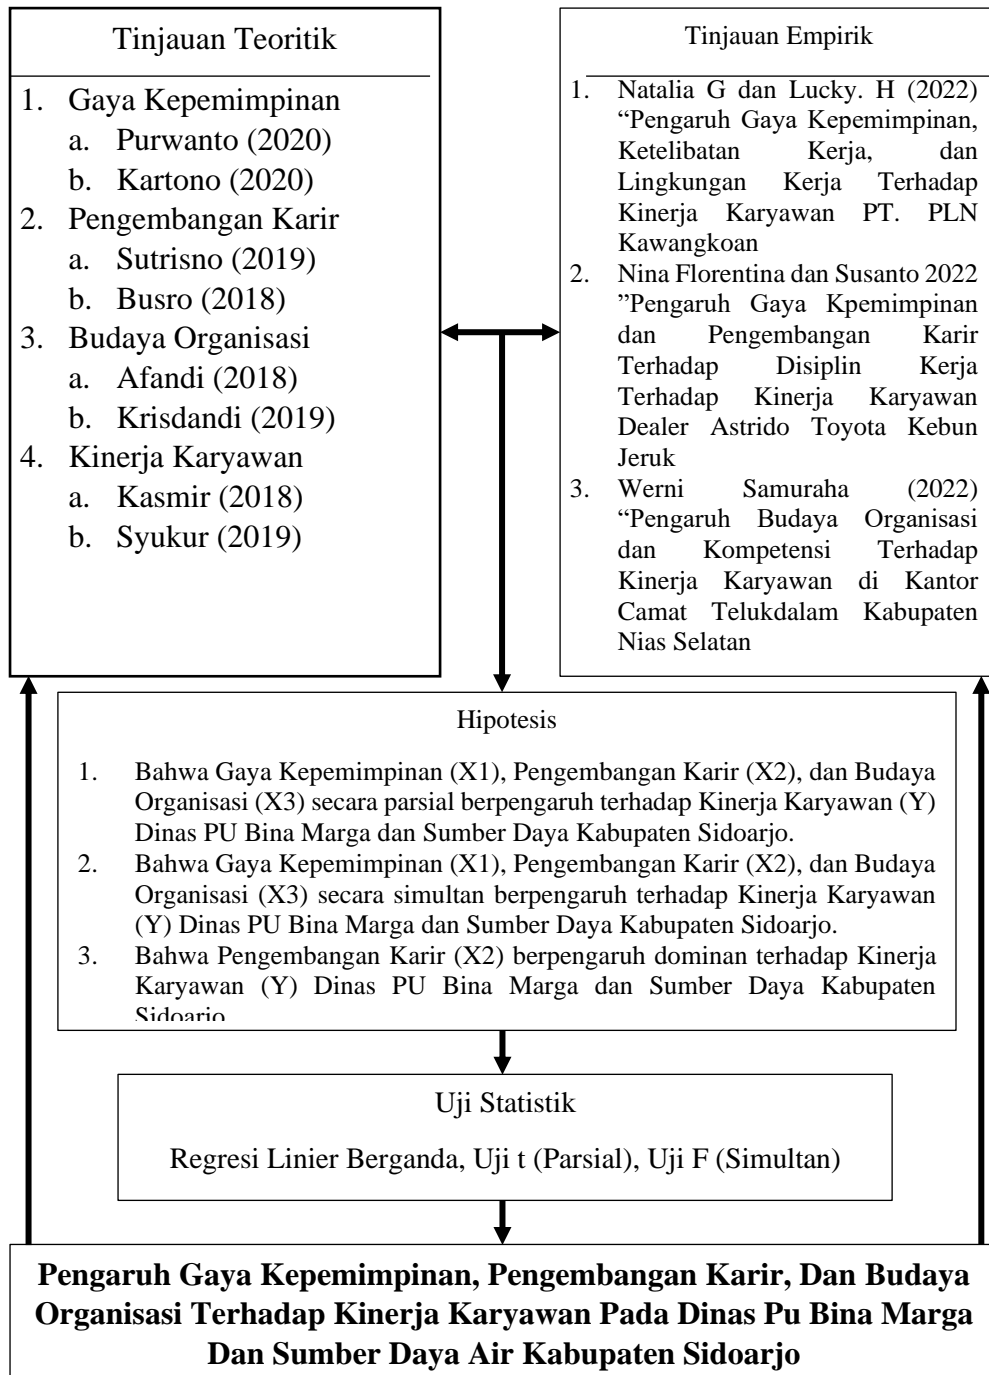 Tinjauan Teoritik
1. Gaya Kepemimpinan
a. Purwanto (2020)
b. Kartono (2020)
2. Pengembangan Karir
a. Sutrisno (2019)
b. Busro (2018)
3. Budaya Organisasi
a. Afandi (2018)
b. Krisdandi (2019)
4. Kinerja Karyawan
a. Kasmir (2018)
b. Syukur (2019)
Tinjauan Empirik
1. Natalia G dan Lucky. H (2022)
“Pengaruh Gaya Kepemimpinan,
Ketelibatan Kerja, dan
Lingkungan Kerja Terhadap
Kinerja Karyawan PT. PLN
Kawangkoan
2. Nina Florentina dan Susanto 2022
”Pengaruh Gaya Kpemimpinan
dan Pengembangan Karir
Terhadap Disiplin Kerja
Terhadap Kinerja Karyawan
Dealer Astrido Toyota Kebun
Jeruk
3. Werni Samuraha (2022)
“Pengaruh Budaya Organisasi
dan Kompetensi Terhadap
Kinerja Karyawan di Kantor
Camat Telukdalam Kabupaten
Nias Selatan
Hipotesis
1. Bahwa Gaya Kepemimpinan (X1), Pengembangan Karir (X2), dan Budaya
Organisasi (X3) secara parsial berpengaruh terhadap Kinerja Karyawan (Y)
Dinas PU Bina Marga dan Sumber Daya Kabupaten Sidoarjo.
2. Bahwa Gaya Kepemimpinan (X1), Pengembangan Karir (X2), dan Budaya
Organisasi (X3) secara simultan berpengaruh terhadap Kinerja Karyawan
(Y) Dinas PU Bina Marga dan Sumber Daya Kabupaten Sidoarjo.
3. Bahwa Pengembangan Karir (X2) berpengaruh dominan terhadap Kinerja
Karyawan (Y) Dinas PU Bina Marga dan Sumber Daya Kabupaten
Sidoarjo
Uji Statistik
Regresi Linier Berganda, Uji t (Parsial), Uji F (Simultan)
Pengaruh Gaya Kepemimpinan, Pengembangan Karir, Dan Budaya
Organisasi Terhadap Kinerja Karyawan Pada Dinas Pu Bina Marga
Dan Sumber Daya Air Kabupaten Sidoarjo